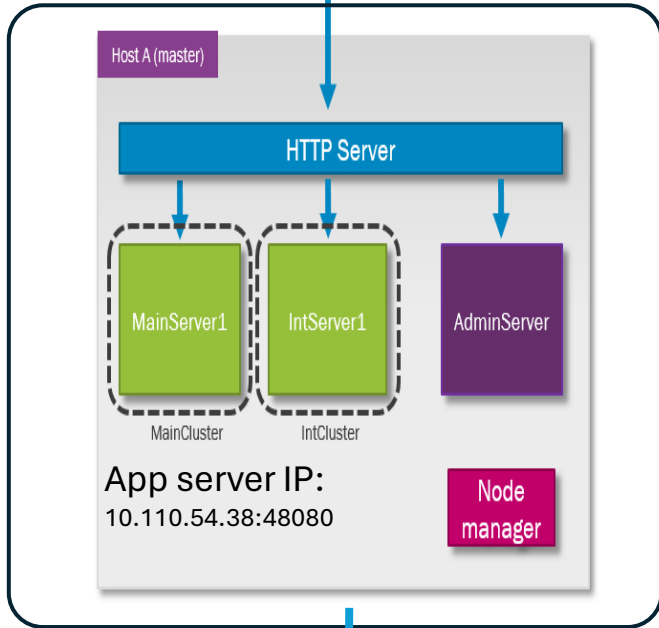 Host A (master)
HTTP Server
MainServer1
IntServer1
AdminServer
MainCluster
IntCluster
App server IP:
10.110.54.38:48080
Node
manager